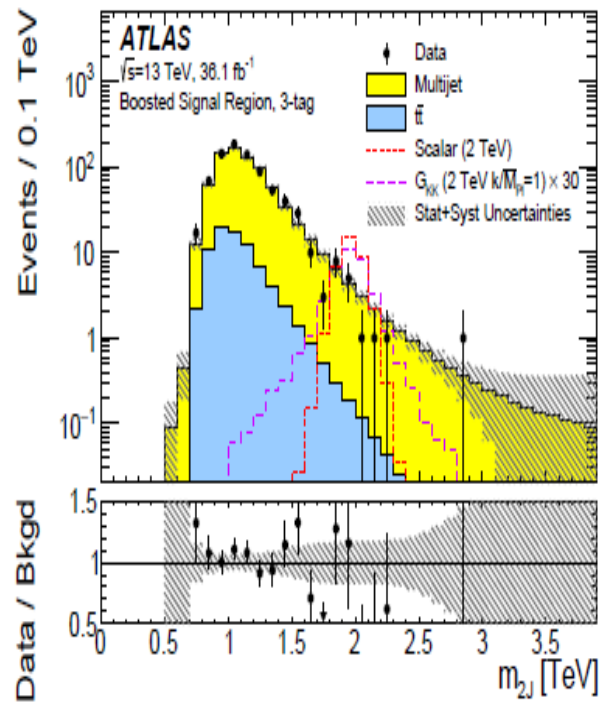 ATLAS
√s=13 TeV, 36.1 fb⁻¹
Boosted Signal Region, 3-tag
Data
Multijet
tt̄
Scalar (2 TeV)
G_KK (2 TeV k/M̄_Pl=1) × 30
Stat+Syst Uncertainties
Events / 0.1 TeV
10³
10²
10
1
10⁻¹
Data / Bkgd
1.5
1
0.5
0 0.5 1 1.5 2 2.5 3 3.5
m_2J [TeV]